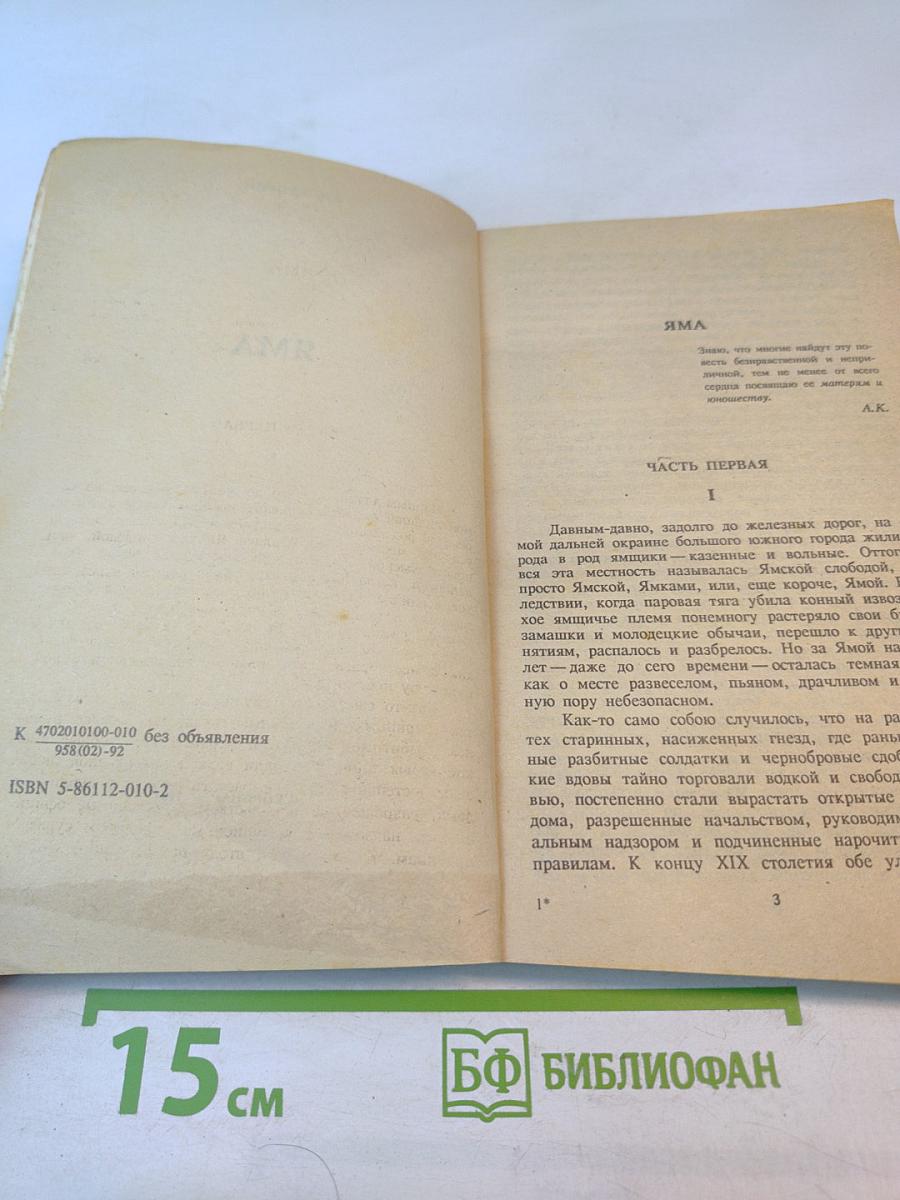 К 4702010100-010 без объявления
958(02)-92
ISBN 5-86112-010-2
ЯМА
Знаю, что многие найдут эту по-
весть безнравственной и непри-
личной, тем не менее от всего
сердца посвящаю ее матерям и
юношеству.
А.К.
ЧАСТЬ ПЕРВАЯ
I
Давным-давно, задолго до железных дорог, на
мой дальней окраине большого южного города жили
рода в род ямщики — казенные и вольные. Оттог
вся эта местность называлась Ямской слободой,
просто Ямской, Ямками, или, еще короче, Ямой.
ледствии, когда паровая тяга убила конный извоз
хое ямщичье племя понемногу растеряло свои б
замашки и молодецкие обычаи, перешло к други
нятиям, распалось и разбрелось. Но за Ямой на
лет — даже до сего времени — осталась темная
как о месте развеселом, пьяном, драчливом и
ную пору небезопасном.
Как-то само собою случилось, что на ра
тех старинных, насиженных гнезд, где рань
ные разбитные солдатки и чернобровые сдоб
кие вдовы тайно торговали водкой и свобод
вью, постепенно стали вырастать открытые
дома, разрешенные начальством, руководим
альным надзором и подчиненные нарочит
правилам. К концу XIX столетия обе ул
1*
3
15 см
БФ БИБЛИОФАН